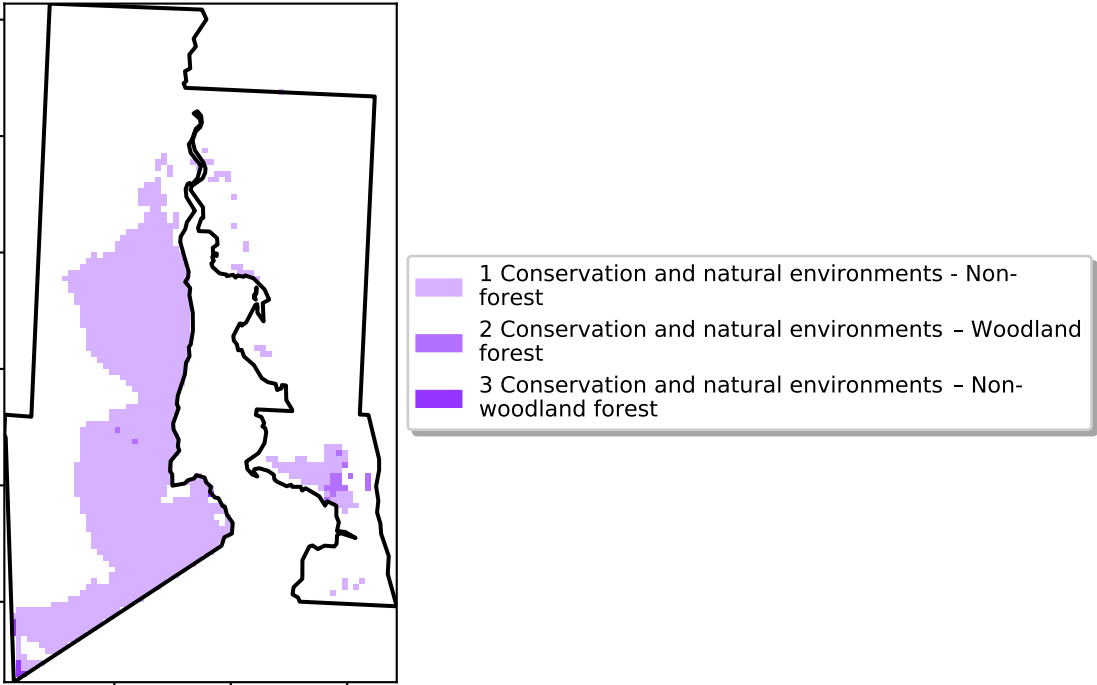 1 Conservation and natural environments - Non-
forest
2 Conservation and natural environments – Woodland
forest
3 Conservation and natural environments – Non-
woodland forest